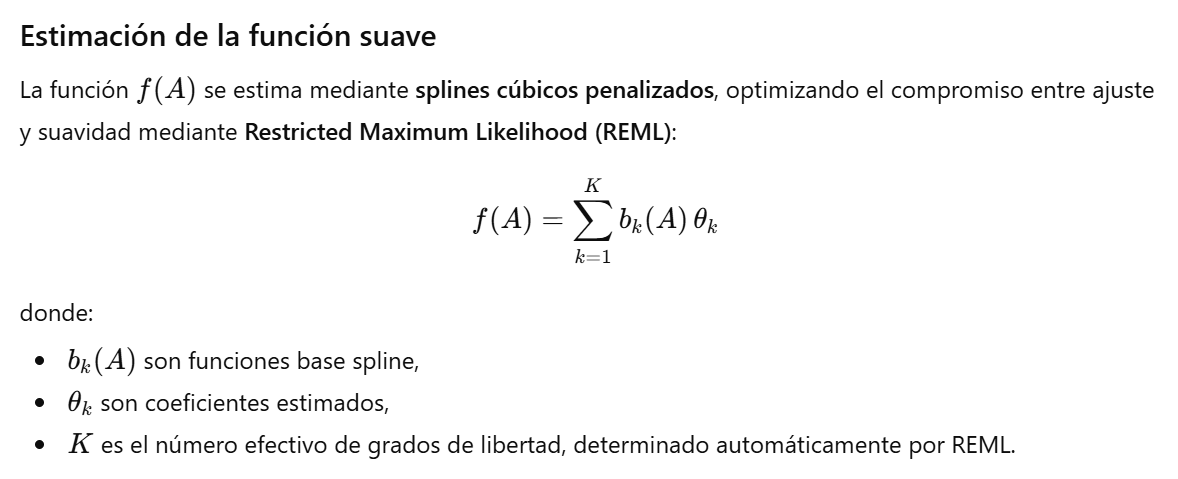 Estimación de la función suave
La función f(A) se estima mediante splines cúbicos penalizados, optimizando el compromiso entre ajuste
y suavidad mediante Restricted Maximum Likelihood (REML):
f(A) = ∑_{k=1}^{K} b_k(A) θ_k
donde:
• b_k(A) son funciones base spline,
• θ_k son coeficientes estimados,
• K es el número efectivo de grados de libertad, determinado automáticamente por REML.